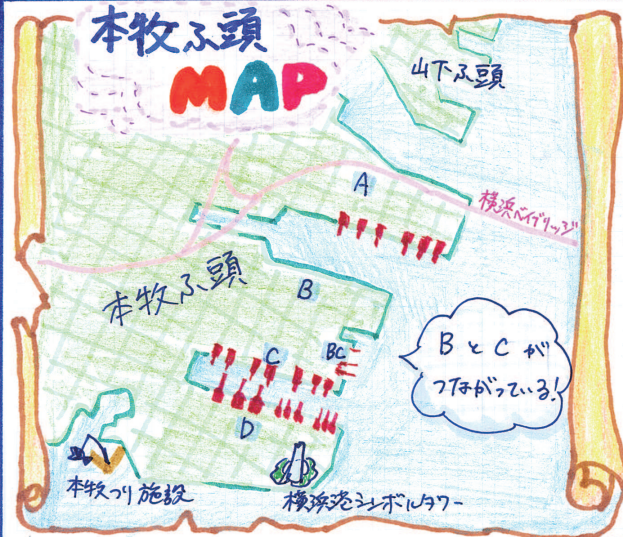 本牧ふ頭
MAP
山下ふ頭
A
横浜ベイブリッジ
本牧ふ頭
B
BとCが
つながっている!
C
BC
D
本牧つり施設
横浜港シンボルタワー